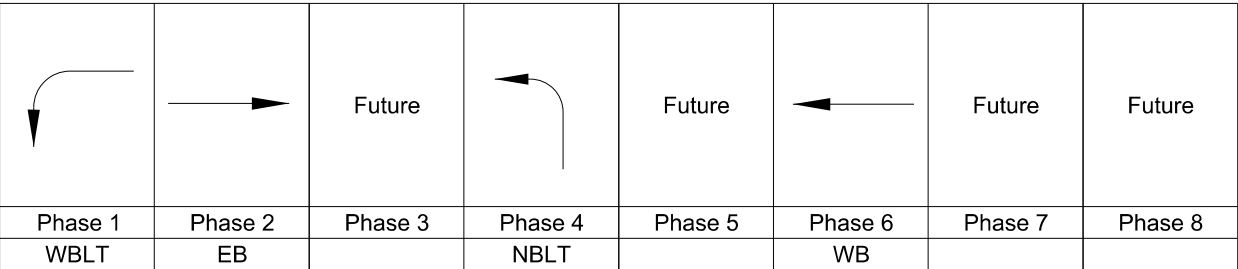 Future Future Future Future
Phase 1 Phase 2 Phase 3 Phase 4 Phase 5 Phase 6 Phase 7 Phase 8
WBLT EB NBLT WB